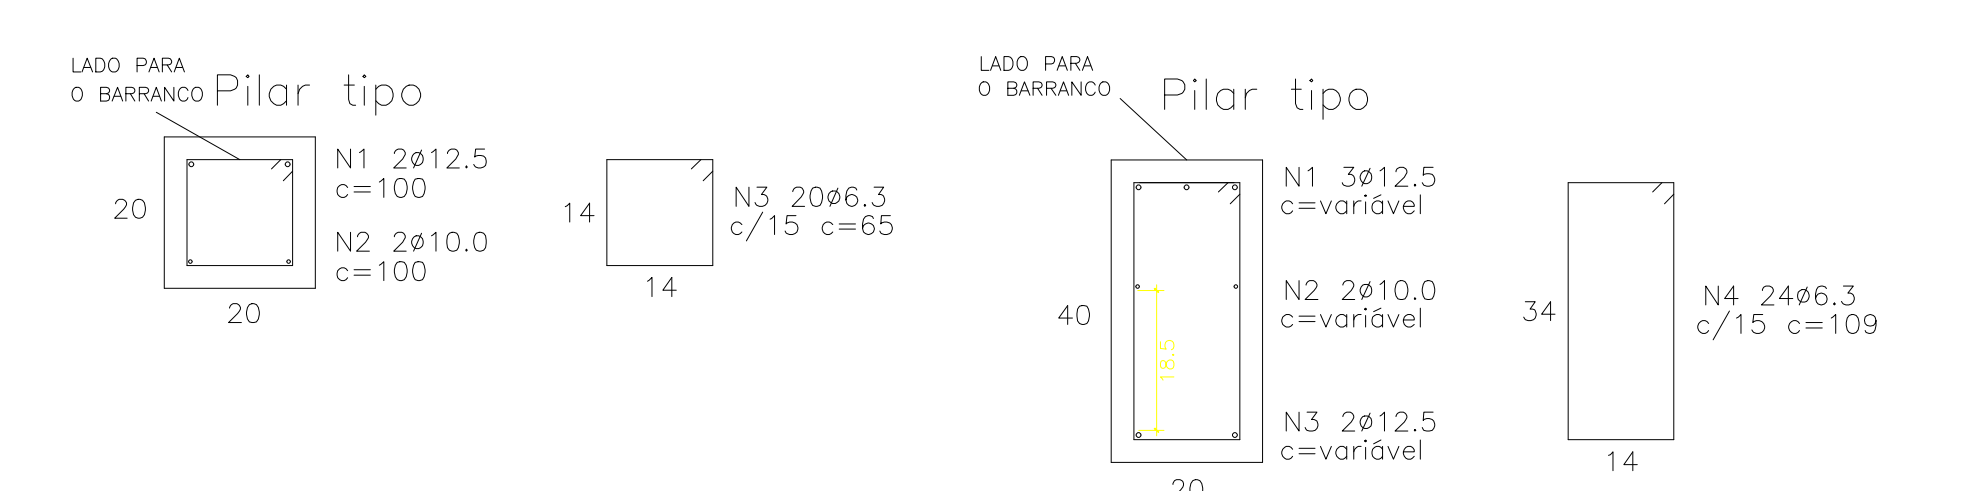 LADO PARA
O BARRANCO
Pilar tipo
N1 2ø12.5
c=100
20
N2 2ø10.0
c=100
20
14
N3 20ø6.3
c/15 c=65
14
LADO PARA
O BARRANCO
Pilar tipo
N1 3ø12.5
c=variável
40
N2 2ø10.0
c=variável
18.5
N3 2ø12.5
c=variável
20
34
N4 24ø6.3
c/15 c=109
14